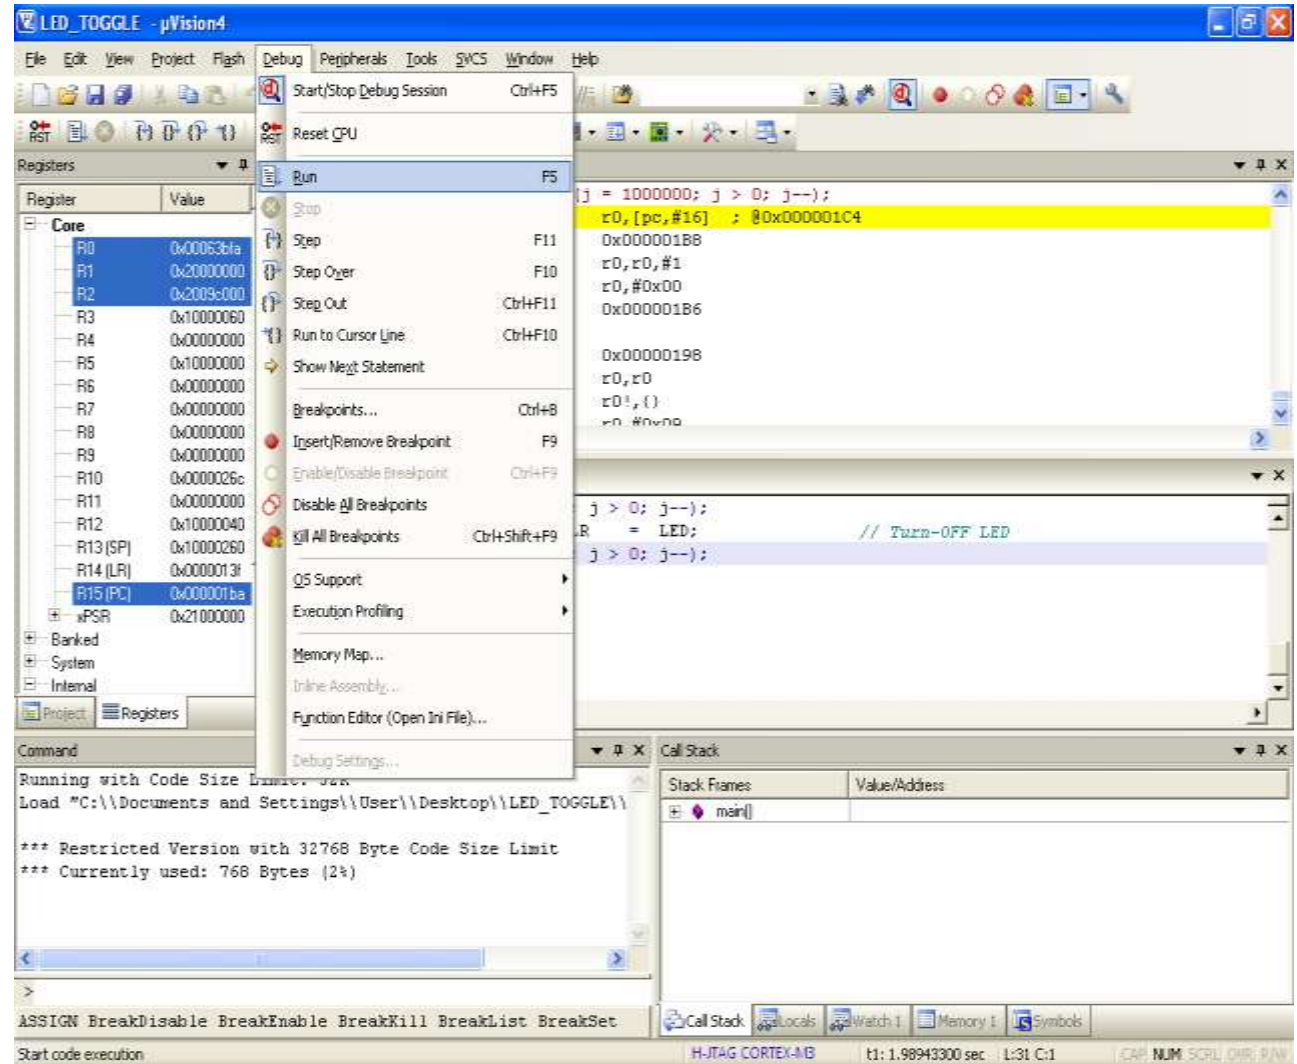 LED_TOGGLE - µVision4
File Edit View Project Flash Debug Peripherals Tools SVCS Window Help
Start/Stop Debug Session Ctrl+F5
Reset CPU
Run F5
Stop
Step F11
Step Over F10
Step Out Ctrl+F11
Run to Cursor Line Ctrl+F10
Show Next Statement
Breakpoints... Ctrl+B
Insert/Remove Breakpoint F9
Enable/Disable Breakpoint Ctrl+F9
Disable All Breakpoints
Kill All Breakpoints Ctrl+Shift+F9
OS Support
Execution Profiling
Memory Map...
Inline Assembly...
Function Editor (Open Ini File)...
Debug Settings...
RST
RST
Registers
Register Value
Core
R0 0x00063bfa
R1 0x20000000
R2 0x2009c000
R3 0x10000060
R4 0x00000000
R5 0x10000000
R6 0x00000000
R7 0x00000000
R8 0x00000000
R9 0x00000000
R10 0x0000026c
R11 0x00000000
R12 0x10000040
R13 (SP) 0x10000260
R14 (LR) 0x0000013f
R15 (PC) 0x000001ba
xPSR 0x21000000
Banked
System
Internal
Project Registers
(j = 1000000; j > 0; j--);
r0,[pc,#16] ; @0x000001C4
0x000001B8
r0,r0,#1
r0,#0x00
0x000001B6
0x00000198
r0,r0
r0!,{}
r0,#0x09
j > 0; j--);
LR = LED; // Turn-OFF LED
j > 0; j--);
Command
Running with Code Size Limit: 32K
Load "C:\\Documents and Settings\\User\\Desktop\\LED_TOGGLE\\
*** Restricted Version with 32768 Byte Code Size Limit
*** Currently used: 768 Bytes (2%)
>
ASSIGN BreakDisable BreakEnable BreakKill BreakList BreakSet
Call Stack
Stack Frames Value/Address
main()
Call Stack Locals Watch 1 Memory 1 Symbols
Start code execution H-JTAG CORTEX-M3 t1: 1.98943300 sec L:31 C:1 CAP NUM SCRL OVR R/W